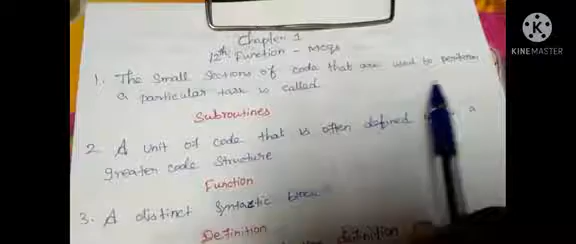 KINEMASTER
Chapter 1
12th Function - MCQs
1. The small sections of code that are used to perform
a particular task is called
Subroutines
2. A unit of code that is often defined a
greater code structure
Function
3. A distinct syntactic block
Definition
definition